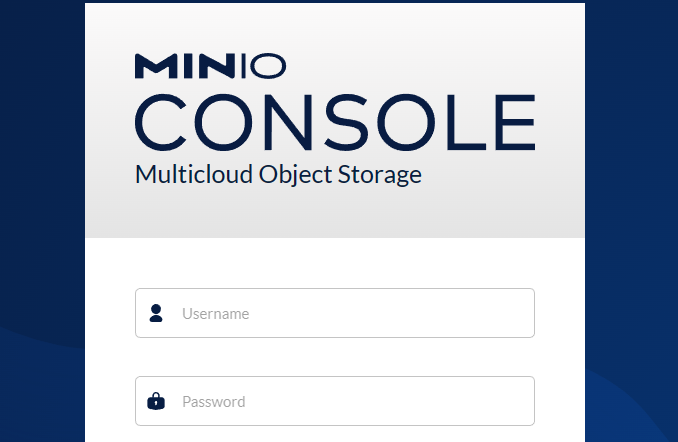 MINIO
CONSOLE
Multicloud Object Storage
Username
Password